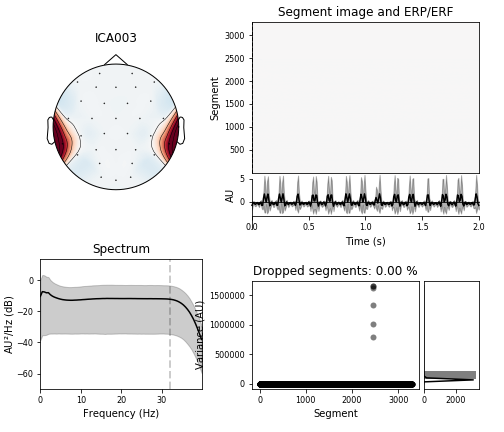 ICA003
Segment image and ERP/ERF
Segment
3000
2500
2000
1500
1000
500
AU
5
0
0.0 0.5 1.0 1.5 2.0
Time (s)
Spectrum
AU²/Hz (dB)
0
−20
−40
−60
0 10 20 30
Frequency (Hz)
Dropped segments: 0.00 %
Variance (AU)
1500000
1000000
500000
0
0 1000 2000 3000
Segment
0 2000